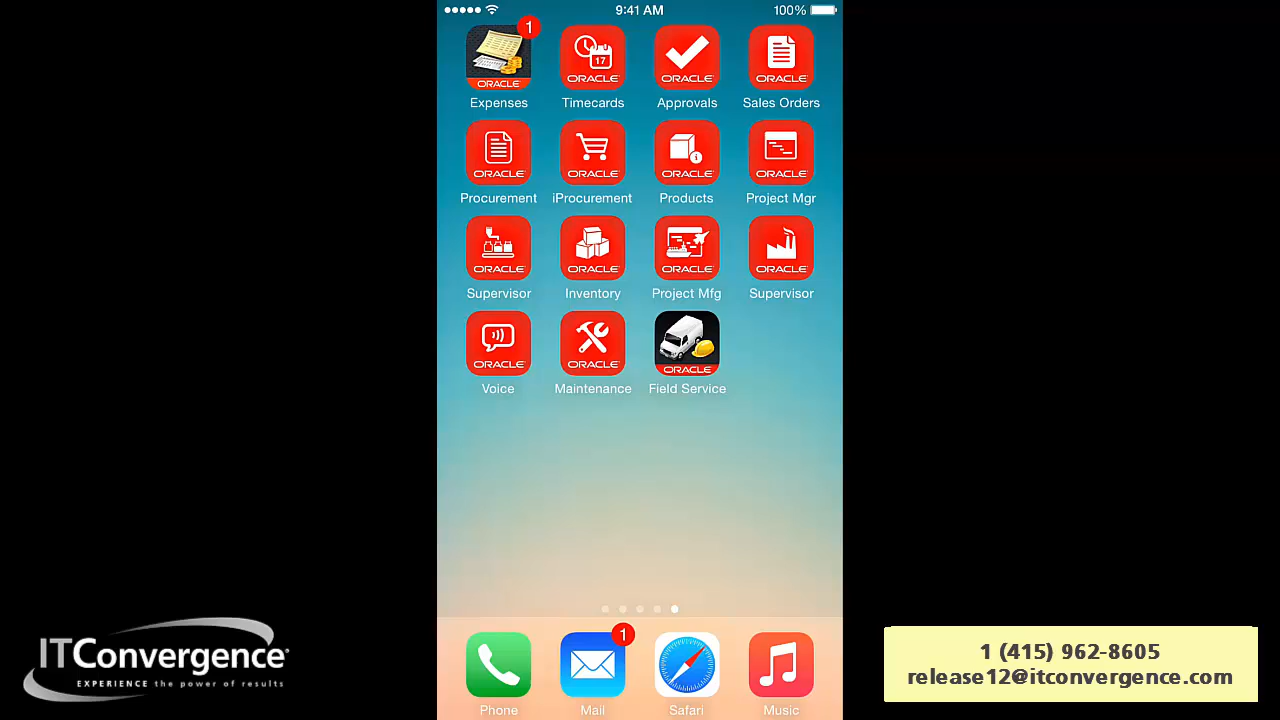 9:41 AM 100%
1
17
ORACLE ORACLE ORACLE ORACLE
Expenses Timecards Approvals Sales Orders
ORACLE ORACLE ORACLE ORACLE
Procurement iProcurement Products Project Mgr
ORACLE ORACLE ORACLE ORACLE
Supervisor Inventory Project Mfg Supervisor
ORACLE ORACLE ORACLE
Voice Maintenance Field Service
1
Phone Mail Safari Music
ITConvergence
EXPERIENCE the power of results
1 (415) 962-8605
release12@itconvergence.com